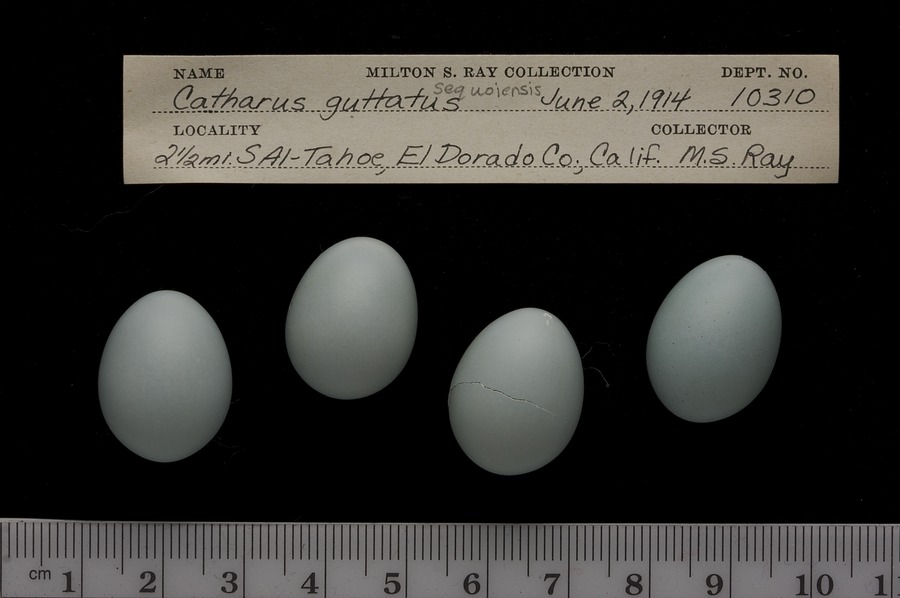 NAME MILTON S. RAY COLLECTION DEPT. NO.
sequoiensis
Catharus guttatus June 2, 1914 10310
LOCALITY COLLECTOR
2½ mi. S Al-Tahoe, El Dorado Co., Calif. M.S. Ray
cm 1 2 3 4 5 6 7 8 9 10 1